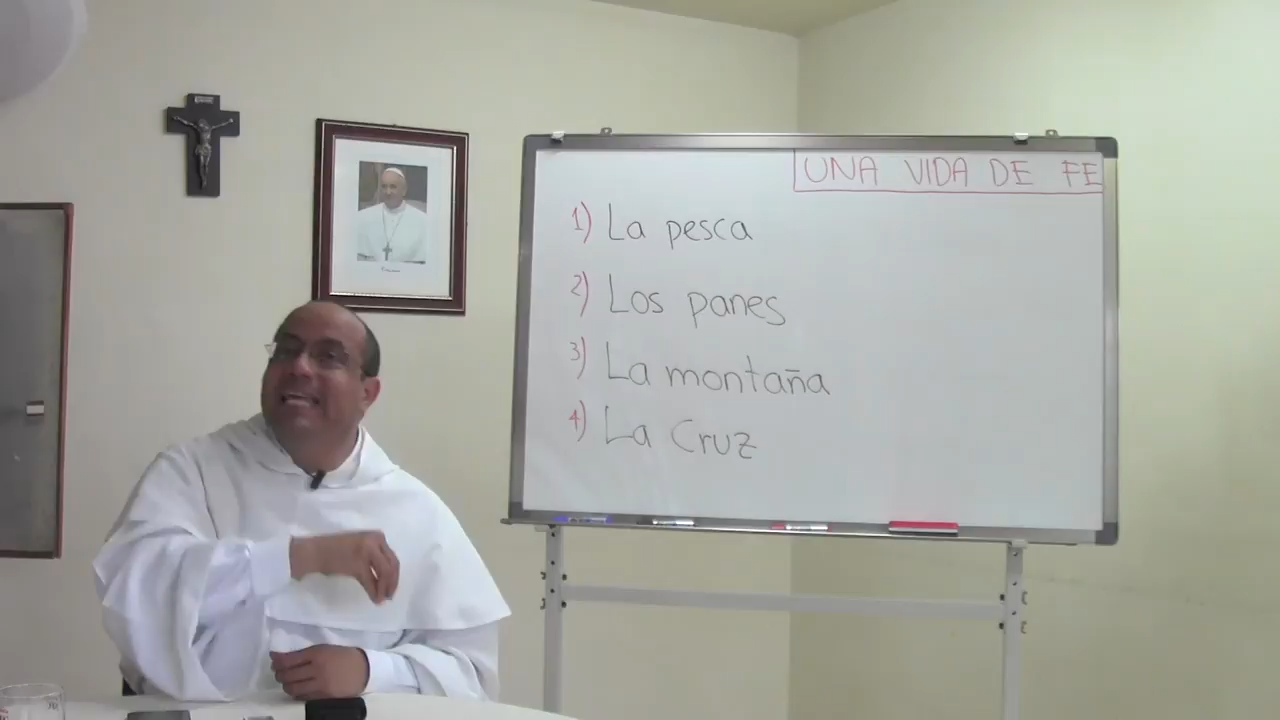 UNA VIDA DE FE
1) La pesca
2) Los panes
3) La montaña
4) La Cruz